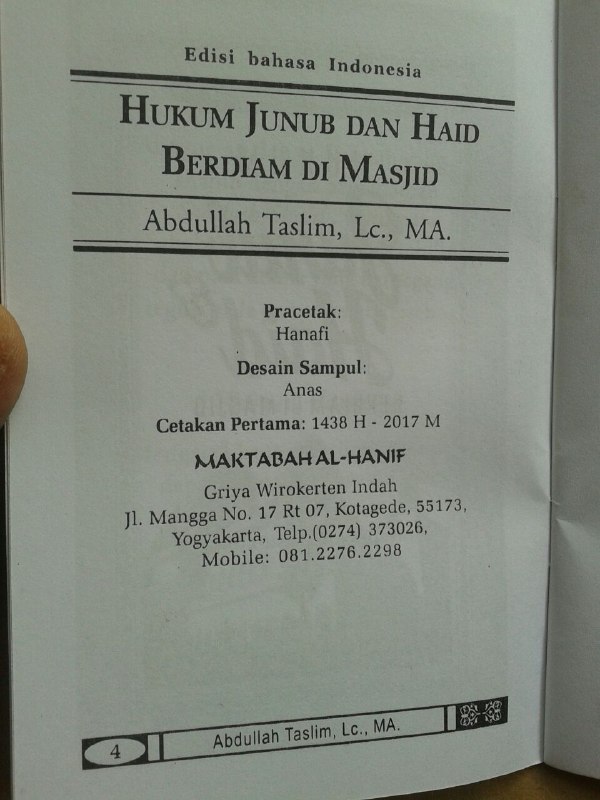 Edisi bahasa Indonesia
HUKUM JUNUB DAN HAID
BERDIAM DI MASJID
Abdullah Taslim, Lc., MA.
Pracetak:
Hanafi
Desain Sampul:
Anas
Cetakan Pertama: 1438 H - 2017 M
MAKTABAH AL-HANIF
Griya Wirokerten Indah
Jl. Mangga No. 17 Rt 07, Kotagede, 55173,
Yogyakarta, Telp.(0274) 373026,
Mobile: 081.2276.2298
4 Abdullah Taslim, Lc., MA.